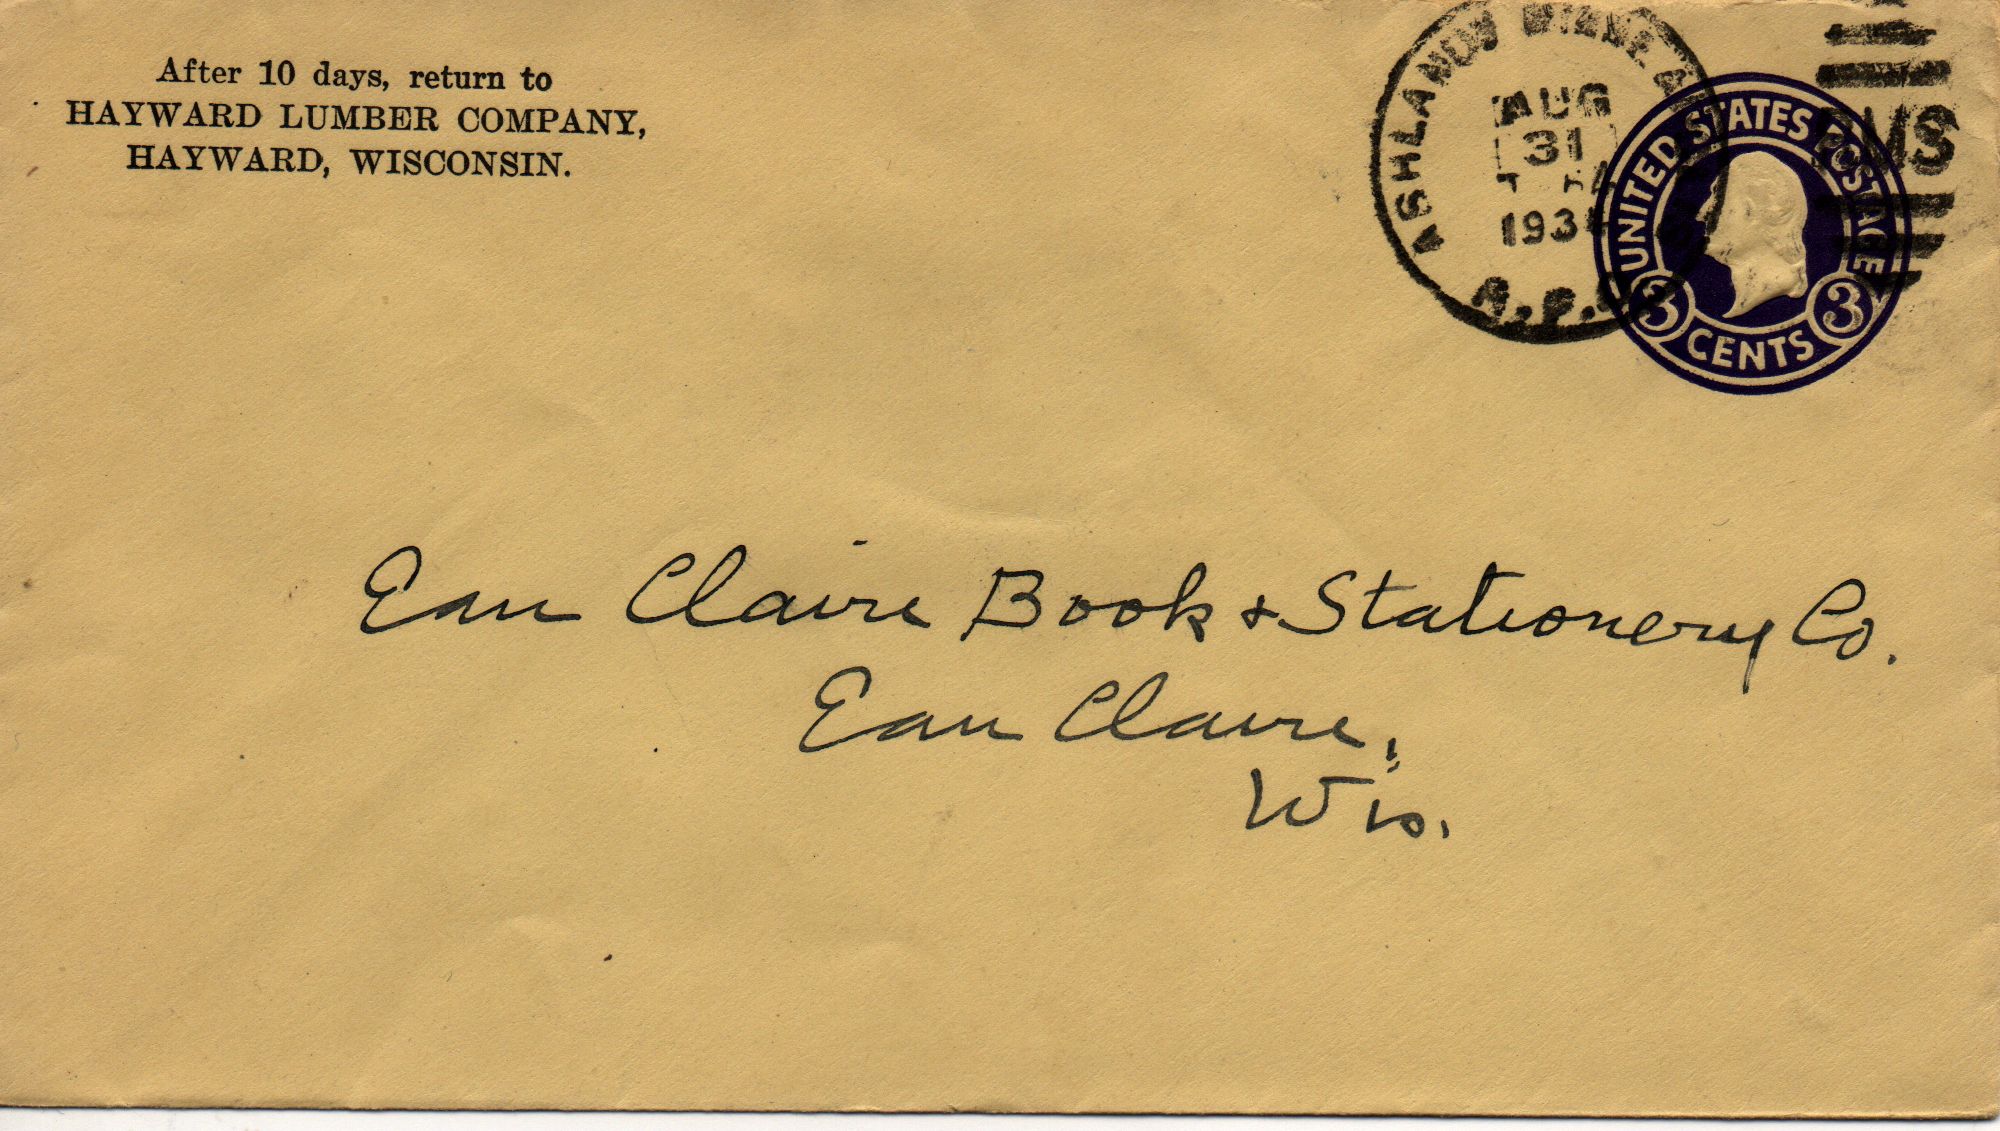 After 10 days, return to
HAYWARD LUMBER COMPANY,
HAYWARD, WISCONSIN.
ASHLAND
AUG
31
R.P.O.
UNITED STATES POSTAGE
3 CENTS 3
Eau Claire Book & Stationery Co.
Eau Claire,
Wis.